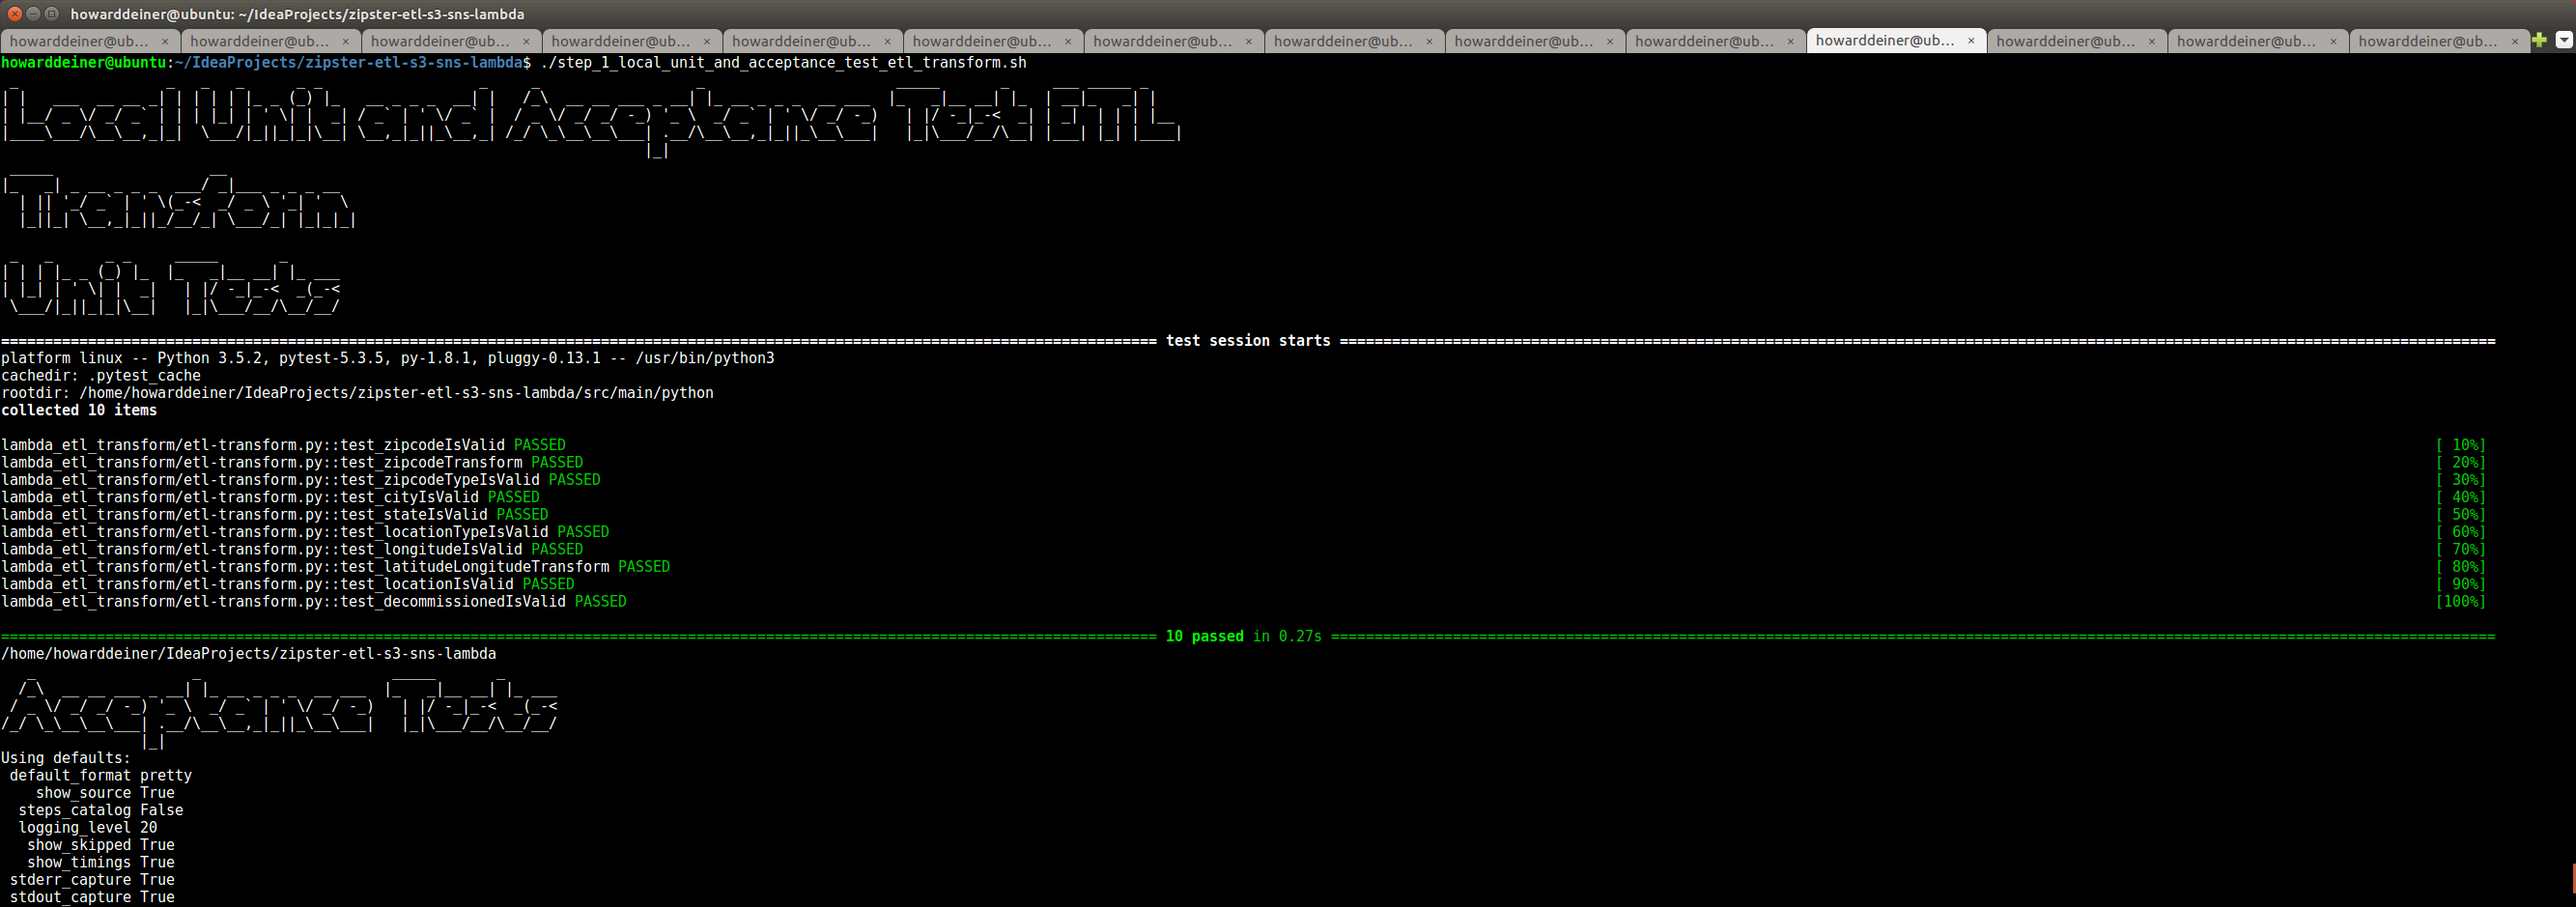 howarddeiner@ubuntu: ~/IdeaProjects/zipster-etl-s3-sns-lambda
howarddeiner@ub... × howarddeiner@ub... × howarddeiner@ub... × howarddeiner@ub... × howarddeiner@ub... × howarddeiner@ub... × howarddeiner@ub... × howarddeiner@ub... × howarddeiner@ub... × howarddeiner@ub... × howarddeiner@ub... × howarddeiner@ub... × howarddeiner@ub... × howarddeiner@ub... ×
howarddeiner@ubuntu:~/IdeaProjects/zipster-etl-s3-sns-lambda$ ./step_1_local_unit_and_acceptance_test_etl_transform.sh
Local Unit and Acceptance Test ETL
Transform
Unit Tests
test session starts
platform linux -- Python 3.5.2, pytest-5.3.5, py-1.8.1, pluggy-0.13.1 -- /usr/bin/python3
cachedir: .pytest_cache
rootdir: /home/howarddeiner/IdeaProjects/zipster-etl-s3-sns-lambda/src/main/python
collected 10 items
lambda_etl_transform/etl-transform.py::test_zipcodeIsValid PASSED [ 10%]
lambda_etl_transform/etl-transform.py::test_zipcodeTransform PASSED [ 20%]
lambda_etl_transform/etl-transform.py::test_zipcodeTypeIsValid PASSED [ 30%]
lambda_etl_transform/etl-transform.py::test_cityIsValid PASSED [ 40%]
lambda_etl_transform/etl-transform.py::test_stateIsValid PASSED [ 50%]
lambda_etl_transform/etl-transform.py::test_locationTypeIsValid PASSED [ 60%]
lambda_etl_transform/etl-transform.py::test_longitudeIsValid PASSED [ 70%]
lambda_etl_transform/etl-transform.py::test_latitudeLongitudeTransform PASSED [ 80%]
lambda_etl_transform/etl-transform.py::test_locationIsValid PASSED [ 90%]
lambda_etl_transform/etl-transform.py::test_decommissionedIsValid PASSED [100%]
10 passed in 0.27s
/home/howarddeiner/IdeaProjects/zipster-etl-s3-sns-lambda
Acceptance Tests
Using defaults:
default_format pretty
show_source True
steps_catalog False
logging_level 20
show_skipped True
show_timings True
stderr_capture True
stdout_capture True